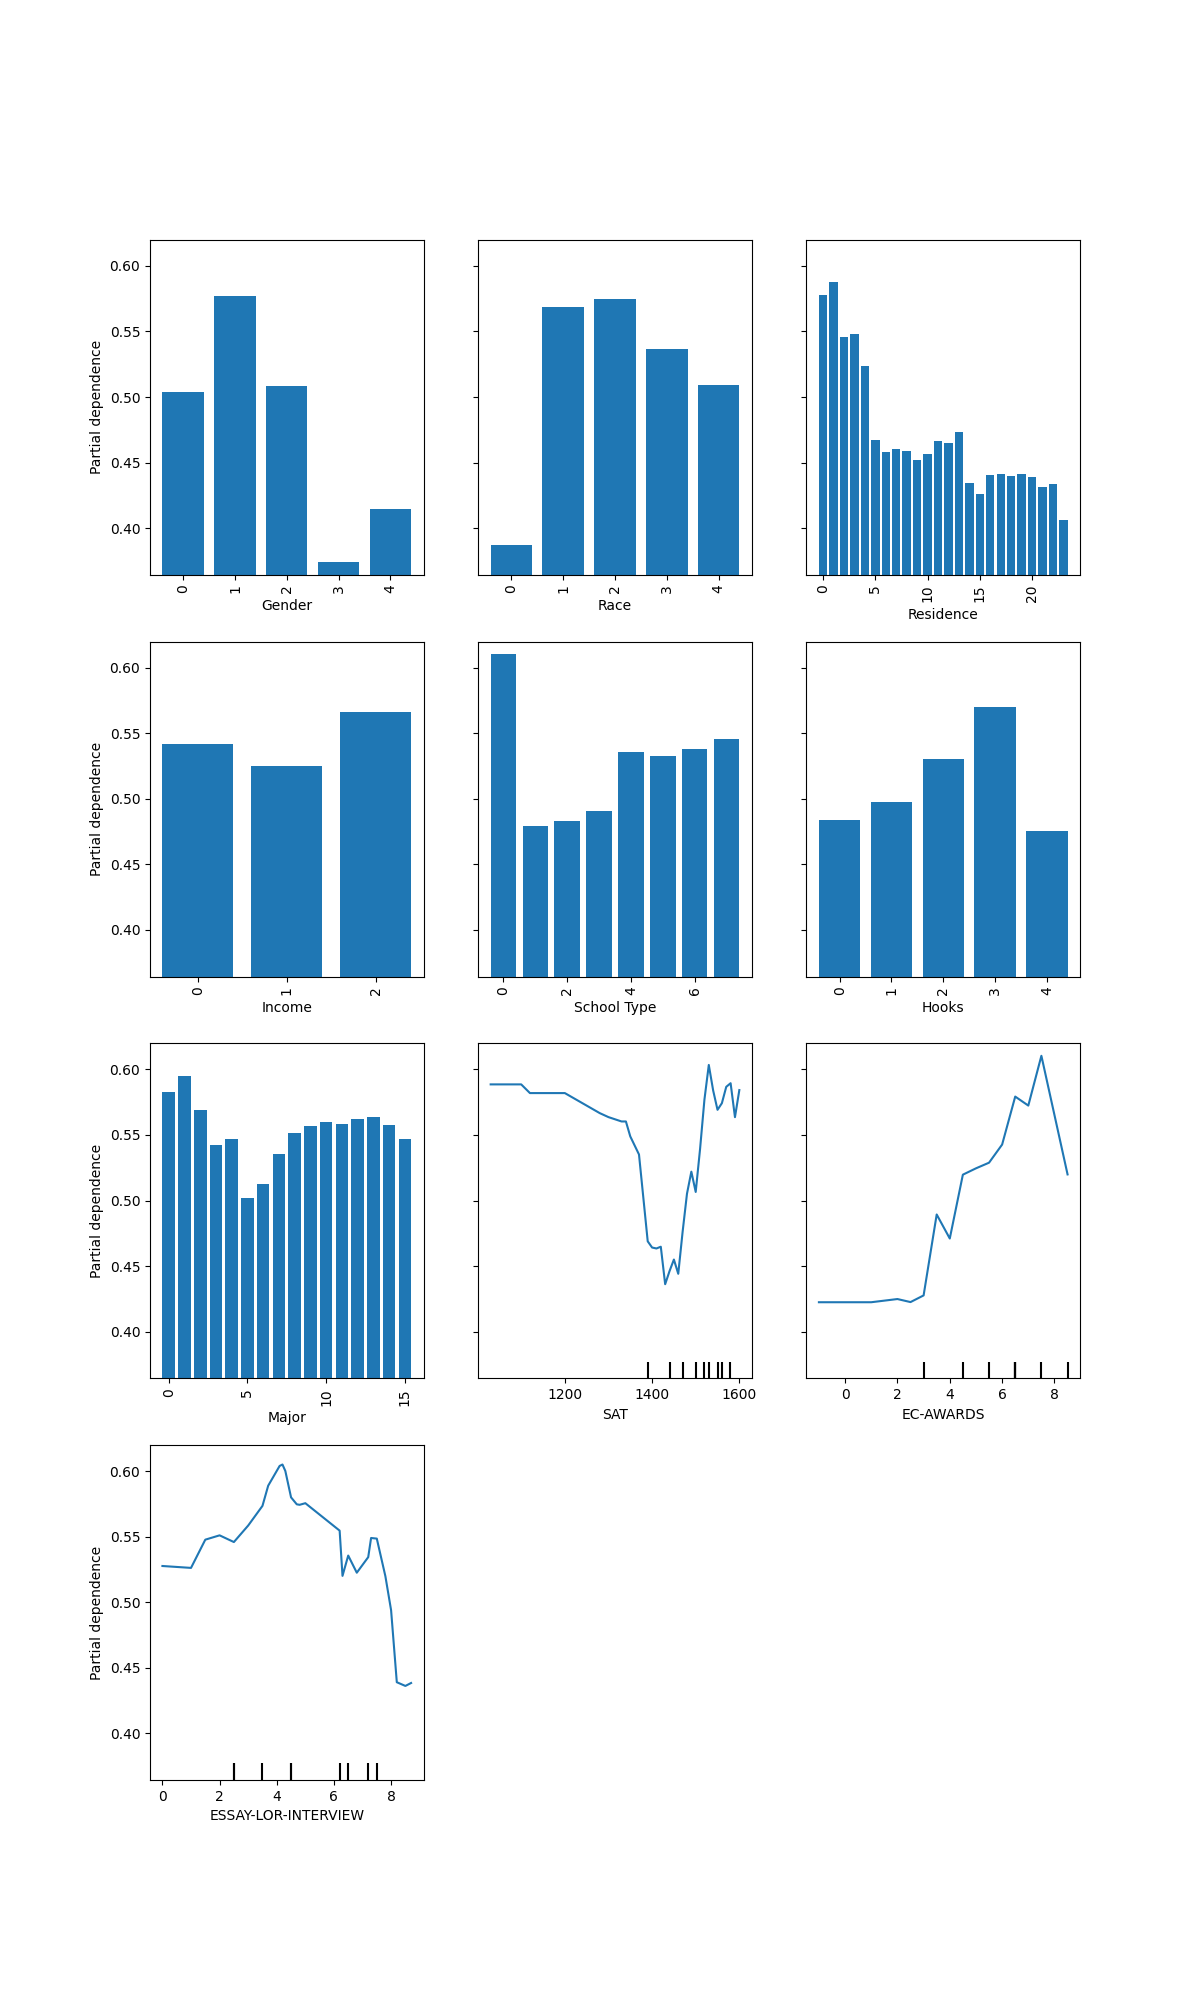 0.60
0.55
0.50
0.45
0.40
Partial dependence
0 1 2 3 4
Gender
0 1 2 3 4
Race
0 5 10 15 20
Residence
0.60
0.55
0.50
0.45
0.40
Partial dependence
0 1 2
Income
0 2 4 6
School Type
0 1 2 3 4
Hooks
0.60
0.55
0.50
0.45
0.40
Partial dependence
0 5 10 15
Major
1200 1400 1600
SAT
0 2 4 6 8
EC-AWARDS
0.60
0.55
0.50
0.45
0.40
Partial dependence
0 2 4 6 8
ESSAY-LOR-INTERVIEW